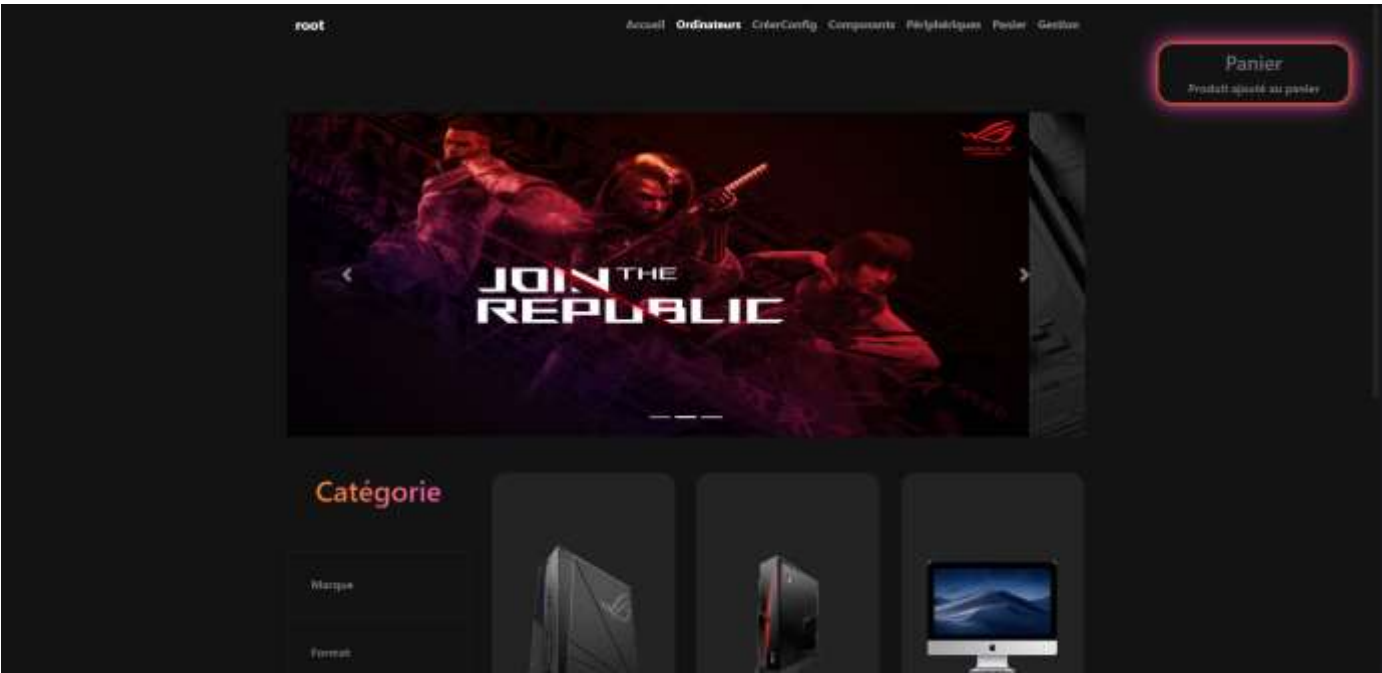 root
Accueil Ordinateurs CréerConfig Composants Périphériques Panier Gestion
Panier
Produit ajouté au panier
JOIN THE
REPUBLIC
Catégorie
Marque
Format